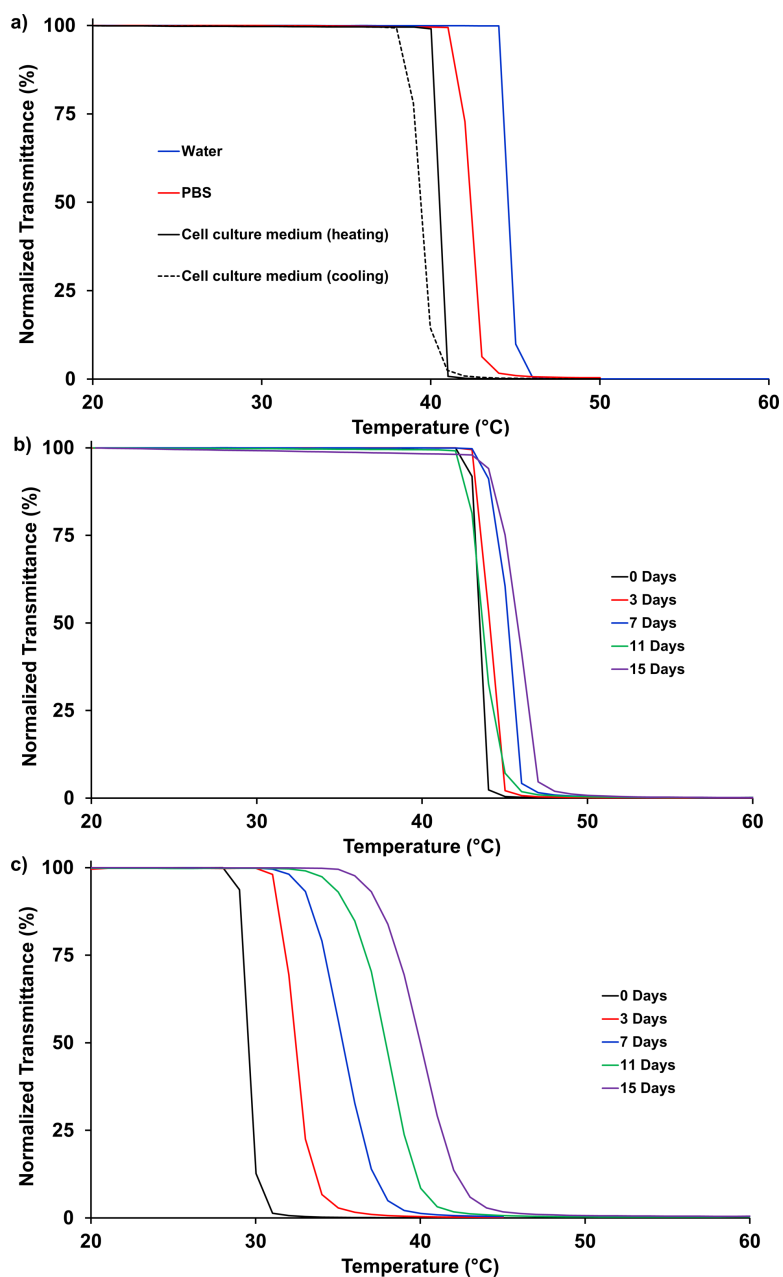 a)
Normalized Transmittance (%)
100
75
50
25
0
Water
PBS
Cell culture medium (heating)
Cell culture medium (cooling)
20 30 40 50 60
Temperature (°C)
b)
Normalized Transmittance (%)
100
75
50
25
0
0 Days
3 Days
7 Days
11 Days
15 Days
20 30 40 50 60
Temperature (°C)
c)
Normalized Transmittance (%)
100
75
50
25
0
0 Days
3 Days
7 Days
11 Days
15 Days
20 30 40 50 60
Temperature (°C)